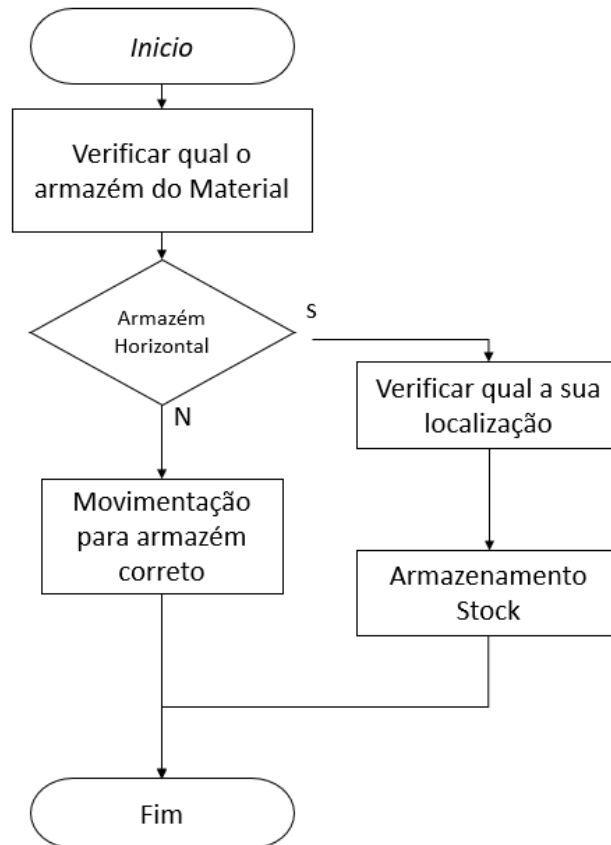 Inicio
Verificar qual o
armazém do Material
Armazém
Horizontal
s
Verificar qual a sua
localização
N
Movimentação
para armazém
correto
Armazenamento
Stock
Fim